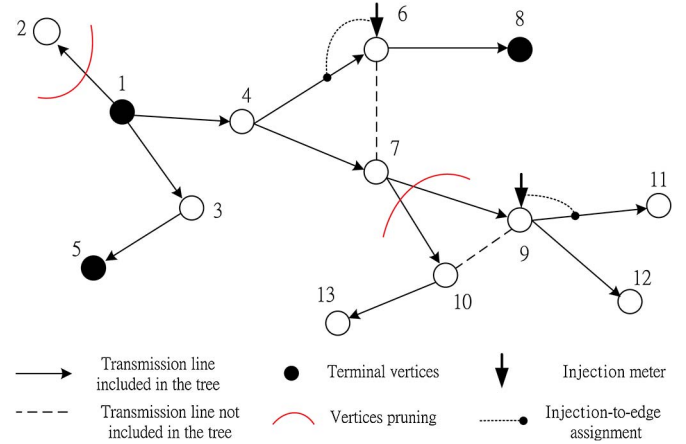 2
1
6
8
4
7
3
5
9
11
10
12
13
Transmission line
included in the tree
Terminal vertices
Injection meter
Transmission line not
included in the tree
Vertices pruning
Injection-to-edge
assignment